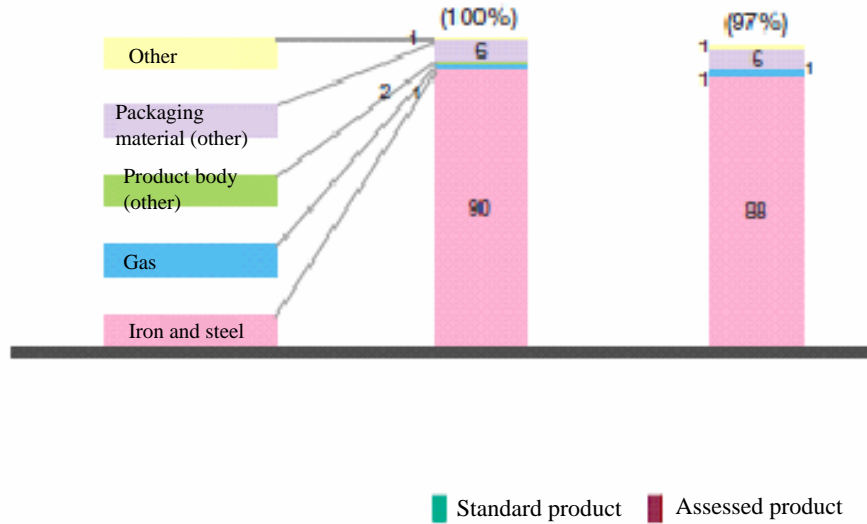 (100%)
(97%)
Other
1
6
1
6
1
Packaging
material (other)
2
1
1
Product body
(other)
90
88
Gas
Iron and steel
Standard product
Assessed product